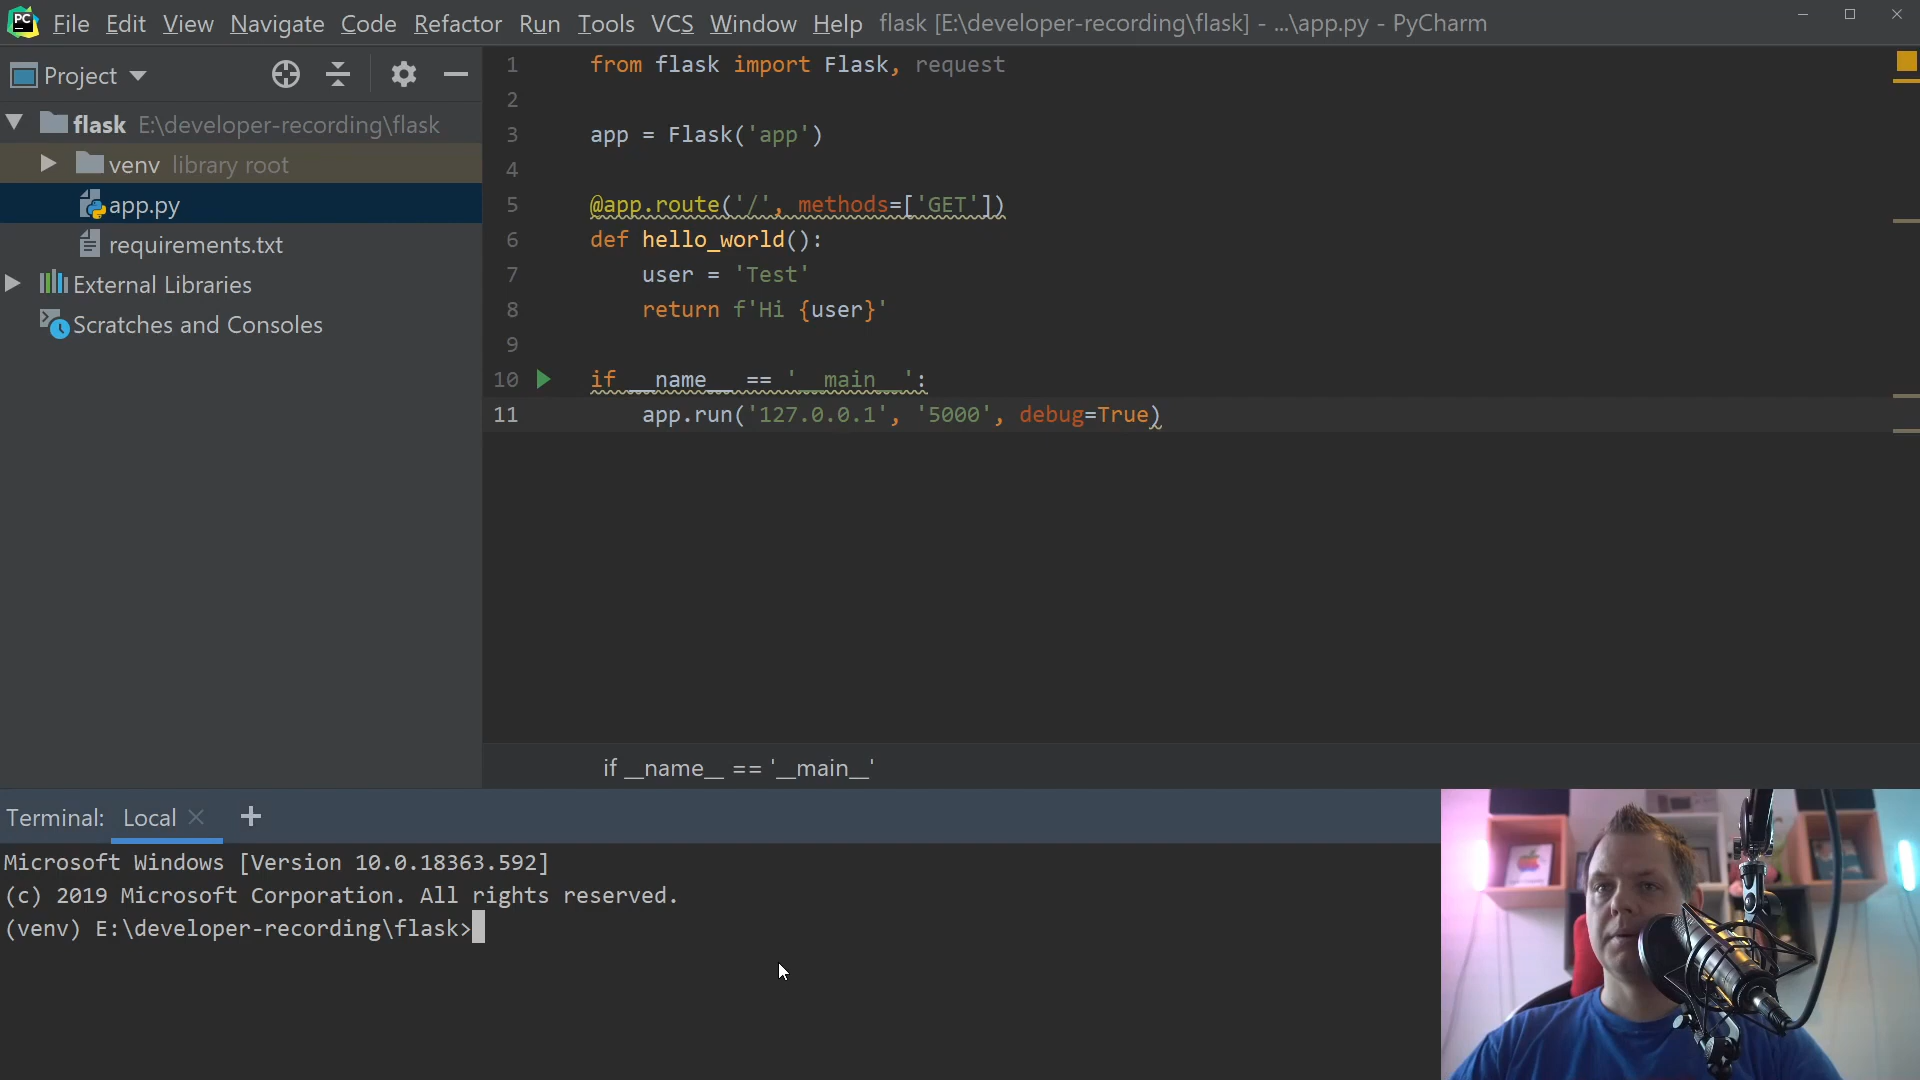 PC File Edit View Navigate Code Refactor Run Tools VCS Window Help flask [E:\developer-recording\flask] - ...\app.py - PyCharm
Project
flask E:\developer-recording\flask
venv library root
app.py
requirements.txt
External Libraries
Scratches and Consoles
1 from flask import Flask, request
2
3 app = Flask('app')
4
5 @app.route('/', methods=['GET'])
6 def hello_world():
7 user = 'Test'
8 return f'Hi {user}'
9
10 if __name__ == '__main__':
11 app.run('127.0.0.1', '5000', debug=True)
if __name__ == '__main__'
Terminal: Local
Microsoft Windows [Version 10.0.18363.592]
(c) 2019 Microsoft Corporation. All rights reserved.
(venv) E:\developer-recording\flask>